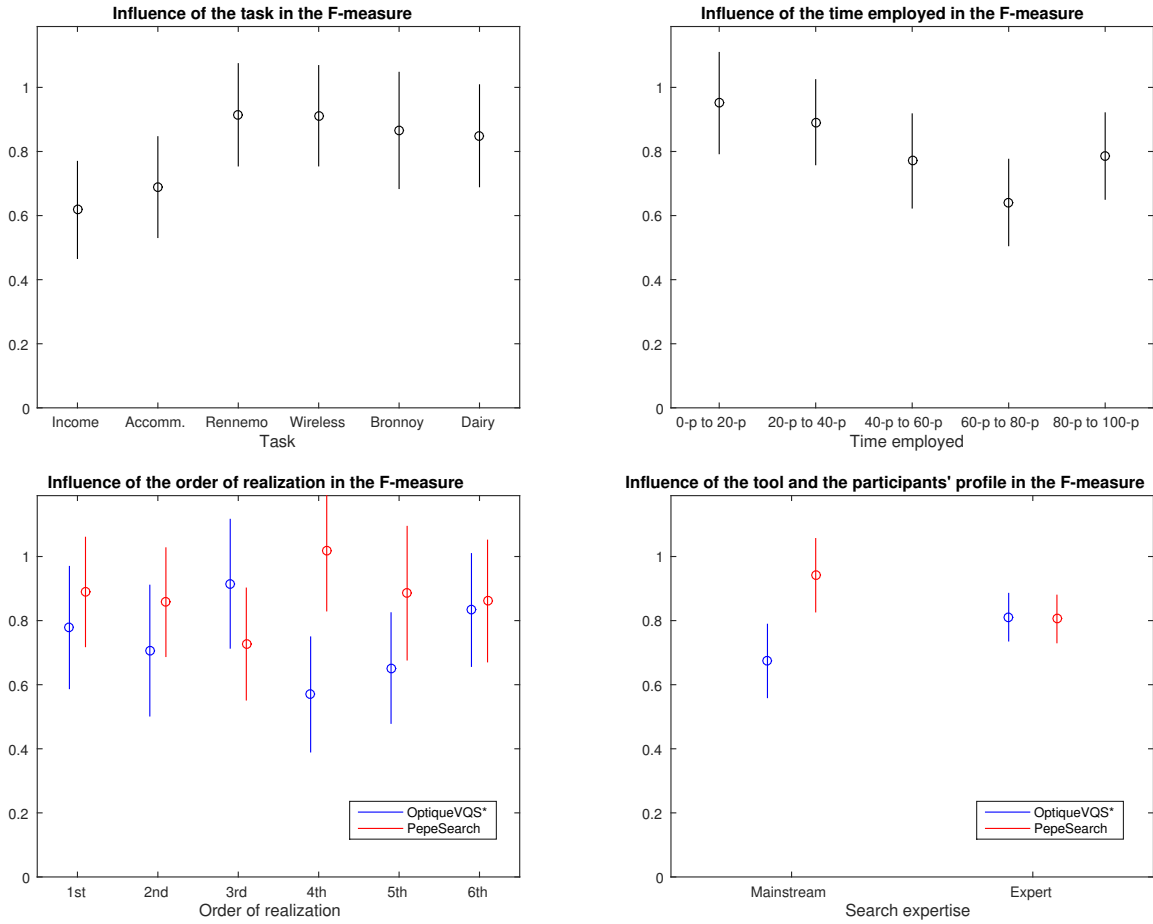 Influence of the task in the F-measure
1
0.8
0.6
0.4
0.2
0
Income Accomm. Rennemo Wireless Bronnoy Dairy
Task
Influence of the time employed in the F-measure
1
0.8
0.6
0.4
0.2
0
0-p to 20-p 20-p to 40-p 40-p to 60-p 60-p to 80-p 80-p to 100-p
Time employed
Influence of the order of realization in the F-measure
1
0.8
0.6
0.4
0.2
0
OptiqueVQS*
PepeSearch
1st 2nd 3rd 4th 5th 6th
Order of realization
Influence of the tool and the participants' profile in the F-measure
1
0.8
0.6
0.4
0.2
0
OptiqueVQS*
PepeSearch
Mainstream Expert
Search expertise